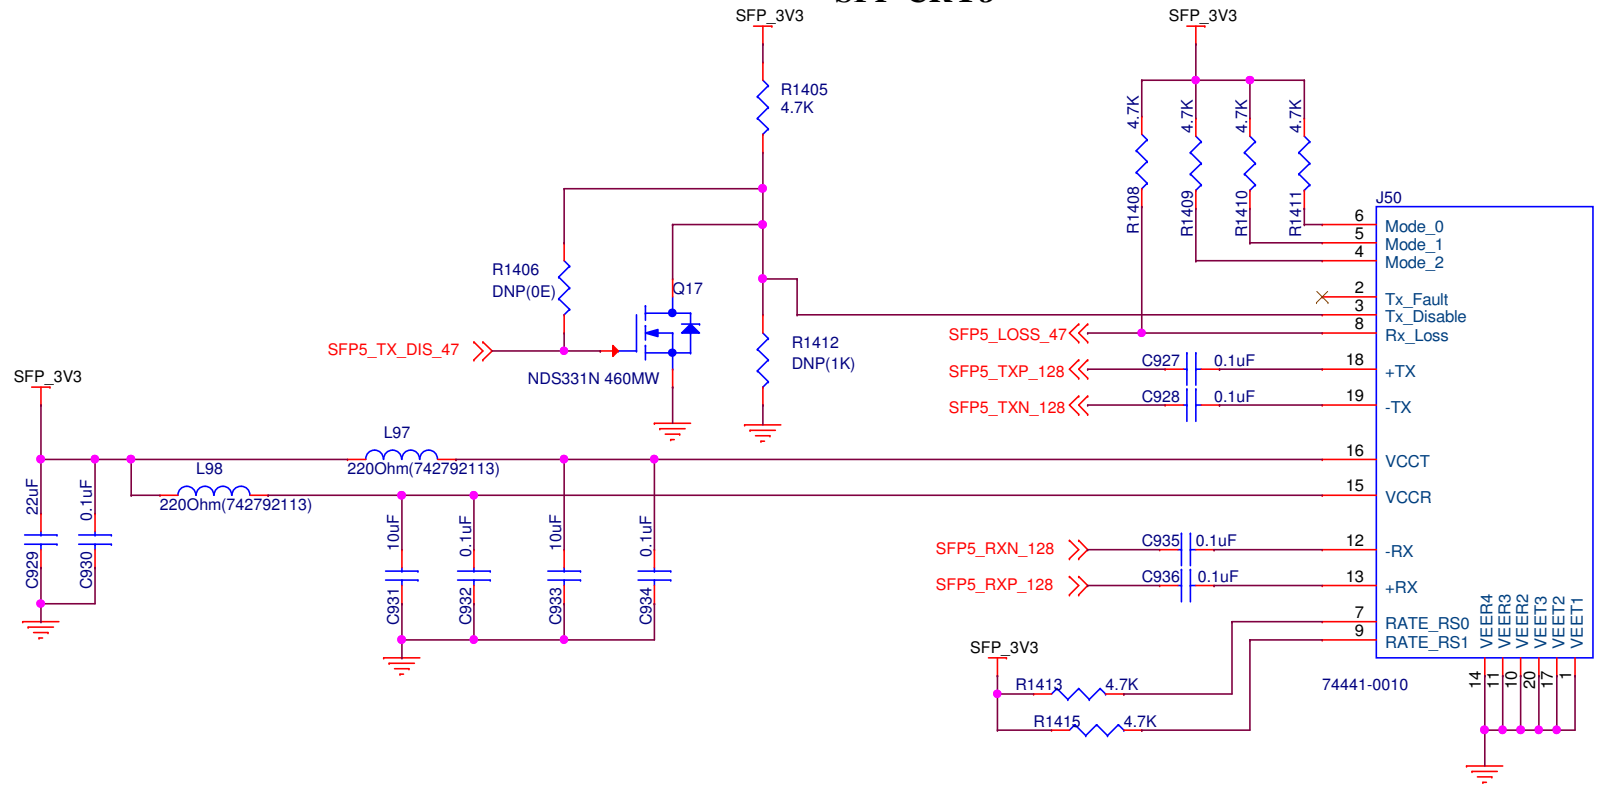 SFP_3V3
SFP_3V3
R1405
4.7K
4.7K
4.7K
4.7K
4.7K
R1408
R1409
R1410
R1411
J50
6
Mode_0
5
Mode_1
4
Mode_2
2
Tx_Fault
3
Tx_Disable
8
Rx_Loss
R1406
DNP(0E)
Q17
SFP5_TX_DIS_47
NDS331N 460MW
R1412
DNP(1K)
SFP5_LOSS_47
SFP5_TXP_128
C927
0.1uF
18
+TX
SFP5_TXN_128
C928
0.1uF
19
-TX
SFP_3V3
L97
220Ohm(742792113)
16
VCCT
L98
220Ohm(742792113)
15
VCCR
22uF
C929
0.1uF
C930
10uF
C931
0.1uF
C932
10uF
C933
0.1uF
C934
SFP5_RXN_128
C935
0.1uF
12
-RX
SFP5_RXP_128
C936
0.1uF
13
+RX
7
RATE_RS0
9
RATE_RS1
VEER4
VEER3
VEER2
VEET3
VEET2
VEET1
14
11
10
20
17
1
SFP_3V3
R1413
4.7K
R1415
4.7K
74441-0010